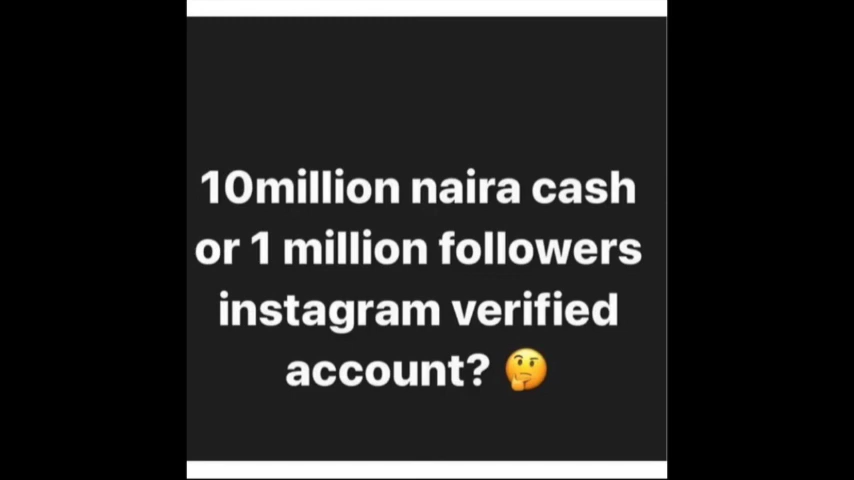 10million naira cash
or 1 million followers
instagram verified
account? 🤔